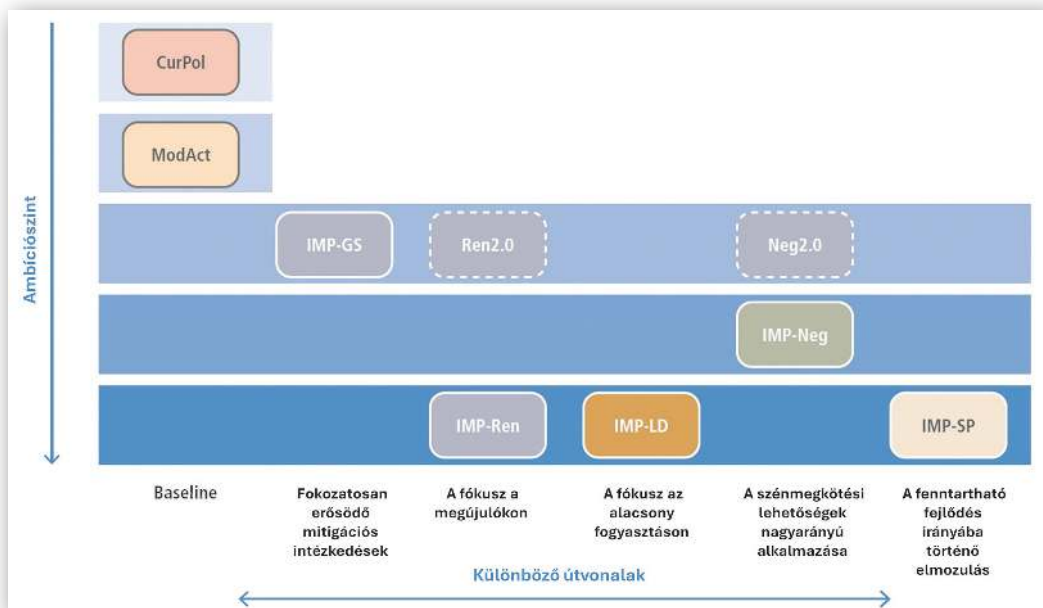 CurPol
ModAct
Ambíciószint
IMP-GS
Ren2.0
Neg2.0
IMP-Neg
IMP-Ren
IMP-LD
IMP-SP
Baseline
Fokozatosan
erősödő
mitigációs
intézkedések
A fókusz a
megújulókon
A fókusz az
alacsony
fogyasztáson
A szénmegkötési
lehetőségek
nagyarányú
alkalmazása
A fenntartható
fejlődés
irányába
történő
elmozulás
Különböző útvonalak